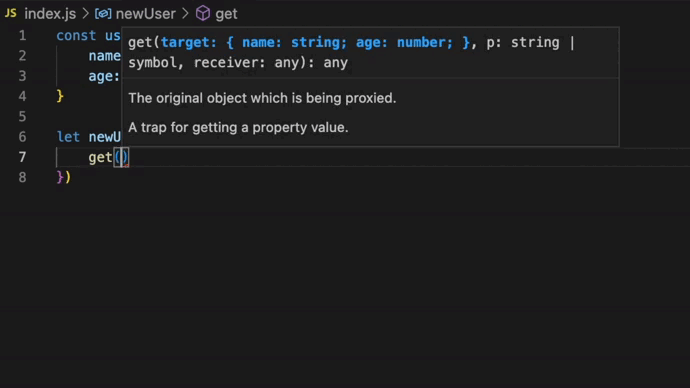 JS index.js > newUser > get
1 const us
2 name
3 age:
4 }
5
6 let newU
7 get()
8 })
get(target: { name: string; age: number; }, p: string |
symbol, receiver: any): any
The original object which is being proxied.
A trap for getting a property value.